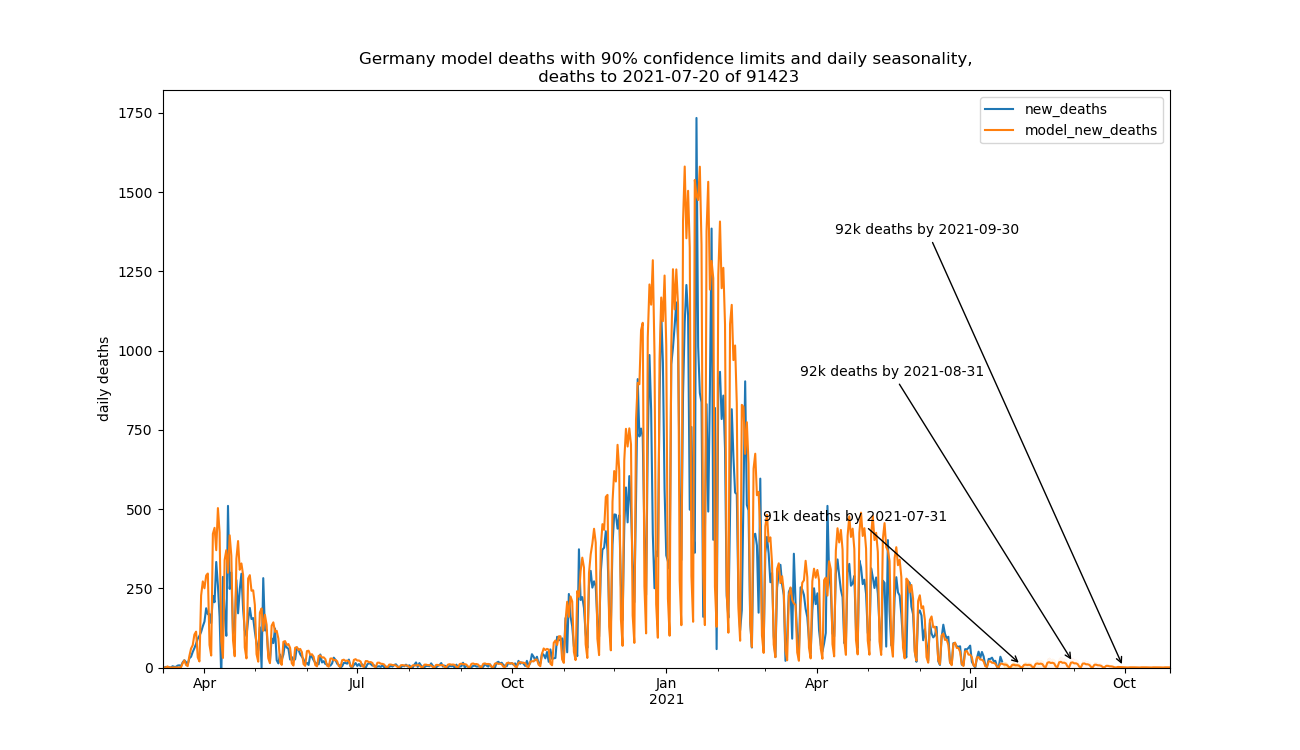 Germany model deaths with 90% confidence limits and daily seasonality,
deaths to 2021-07-20 of 91423
new_deaths
model_new_deaths
1750
1500
1250
1000
750
500
250
0
daily deaths
92k deaths by 2021-09-30
92k deaths by 2021-08-31
91k deaths by 2021-07-31
Apr
Jul
Oct
Jan
2021
Apr
Jul
Oct